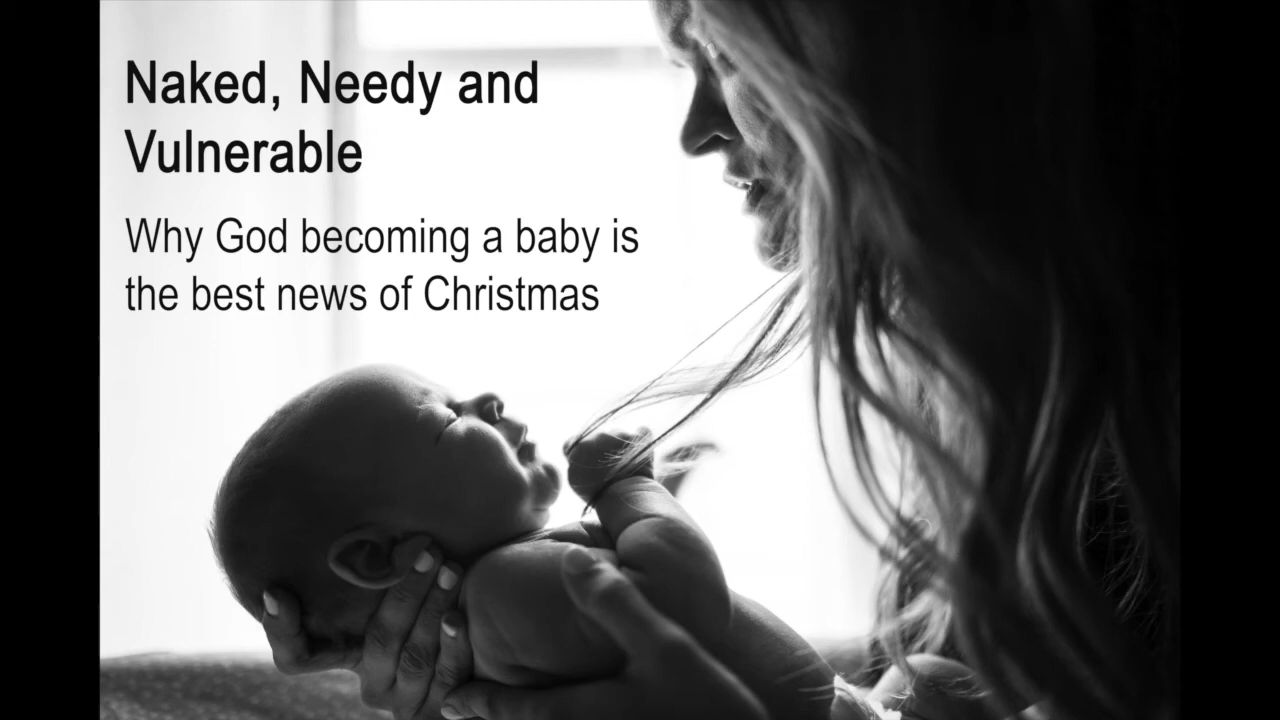 Naked, Needy and
Vulnerable
Why God becoming a baby is
the best news of Christmas